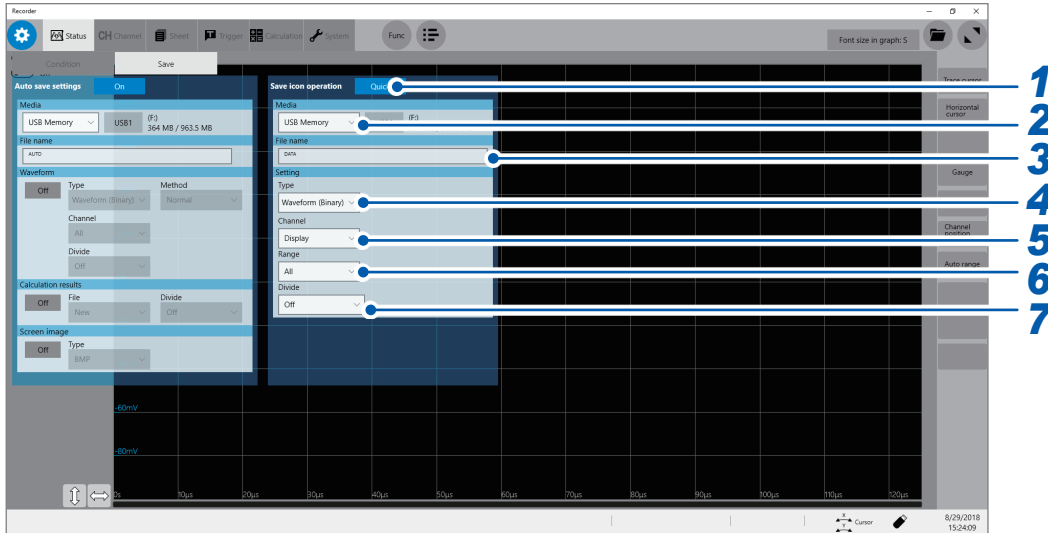 Recorder
Status
CH Channel
Sheet
T Trigger
Calculation
System
Func
Font size in graph: S
Condition
Save
Trace cursor
Auto save settings
On
Media
USB Memory
USB1
(F:)
364 MB / 963.5 MB
File name
AUTO
Waveform
Off
Type
Method
Waveform (Binary)
Normal
Channel
All
Divide
Off
Calculation results
Off
File
Divide
New
Off
Screen image
Off
Type
BMP
Save icon operation
Quick
Media
USB Memory
(F:)
File name
DATA
Setting
Type
Waveform (Binary)
Channel
Display
Range
All
Divide
Off
1
2
3
4
5
6
7
Horizontal
cursor
Gauge
Channel
position
Auto range
-60mV
-80mV
0s
10μs
20μs
30μs
40μs
50μs
60μs
70μs
80μs
90μs
100μs
110μs
120μs
X
Y
Cursor
8/29/2018
15:24:09